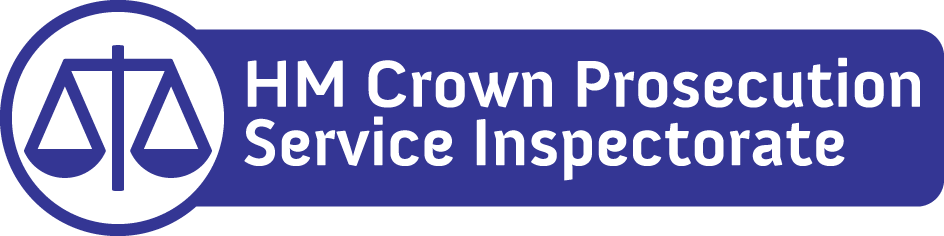 HM Crown Prosecution
Service Inspectorate